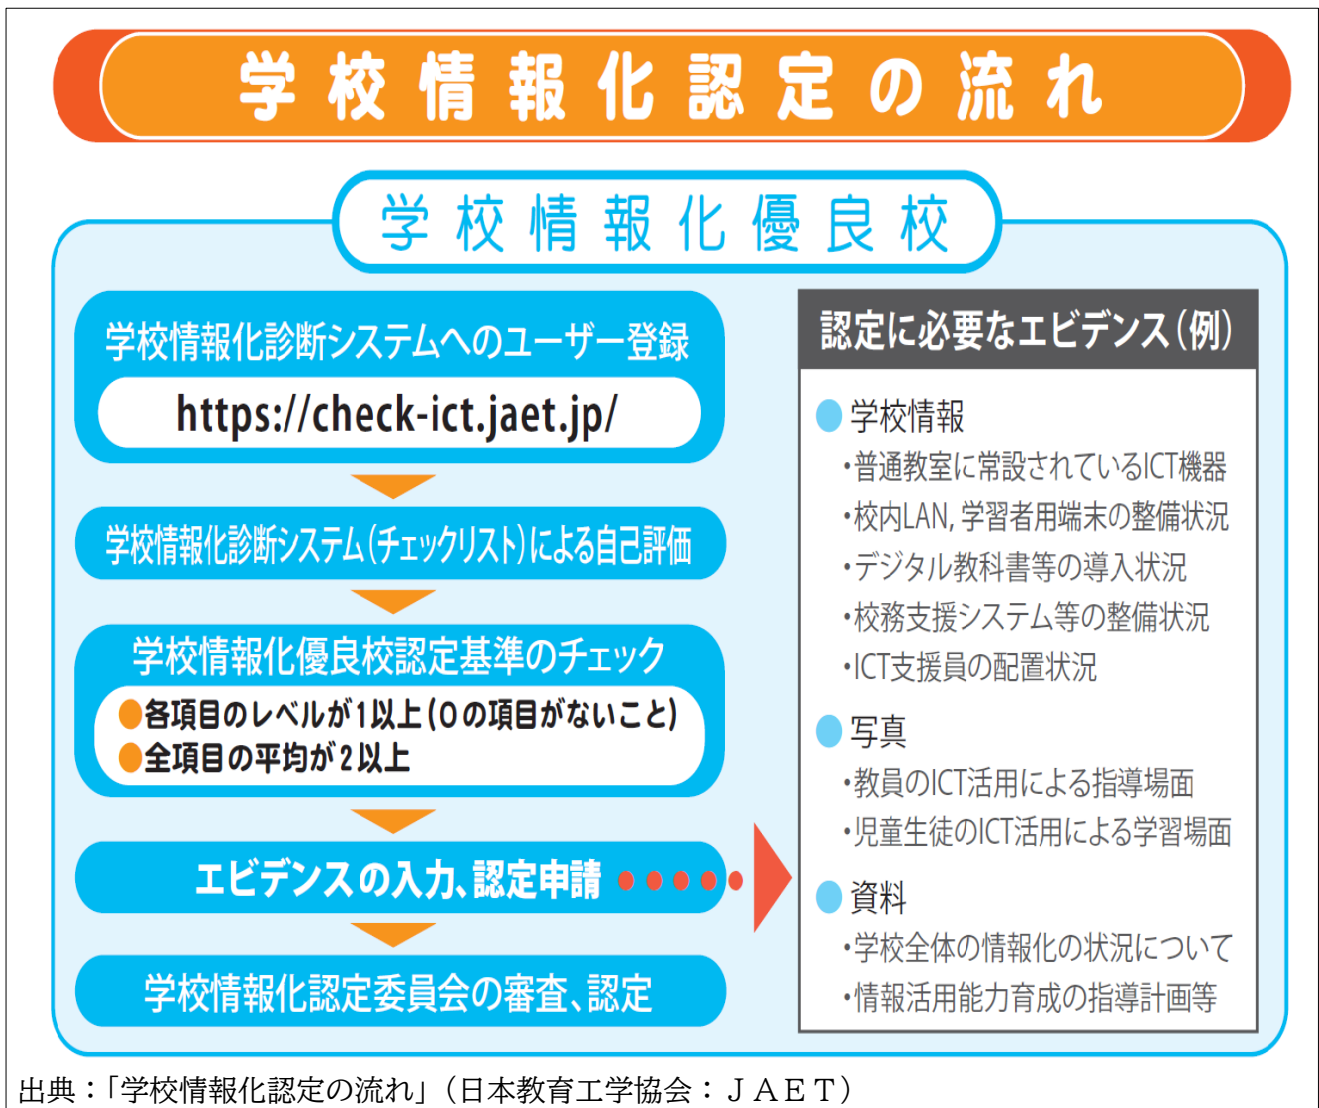 学校情報化認定の流れ
学校情報化優良校
学校情報化診断システムへのユーザー登録
https://check-ict.jaet.jp/
学校情報化診断システム(チェックリスト)による自己評価
学校情報化優良校認定基準のチェック
●各項目のレベルが1以上(0の項目がないこと)
●全項目の平均が2以上
エビデンスの入力、認定申請
学校情報化認定委員会の審査、認定
認定に必要なエビデンス(例)
●学校情報
・普通教室に常設されているICT機器
・校内LAN,学習者用端末の整備状況
・デジタル教科書等の導入状況
・校務支援システム等の整備状況
・ICT支援員の配置状況
●写真
・教員のICT活用による指導場面
・児童生徒のICT活用による学習場面
●資料
・学校全体の情報化の状況について
・情報活用能力育成の指導計画等
出典：「学校情報化認定の流れ」（日本教育工学協会：ＪＡＥＴ）